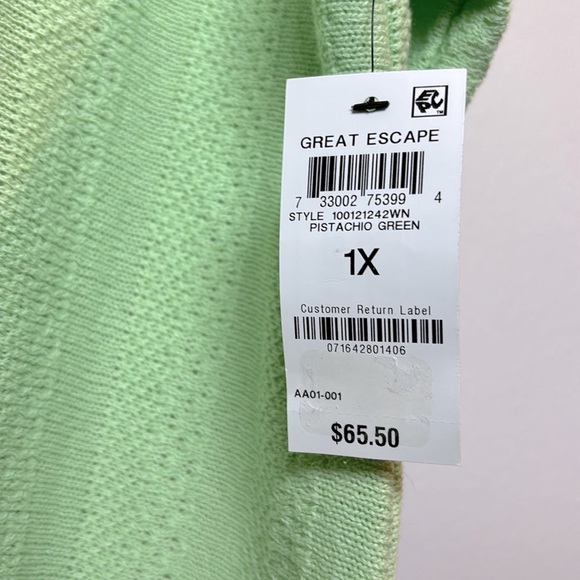 EPC™
GREAT ESCAPE
7 33002 75399 4
STYLE 100121242WN
PISTACHIO GREEN
1X
Customer Return Label
071642801406
AA01-001
$65.50